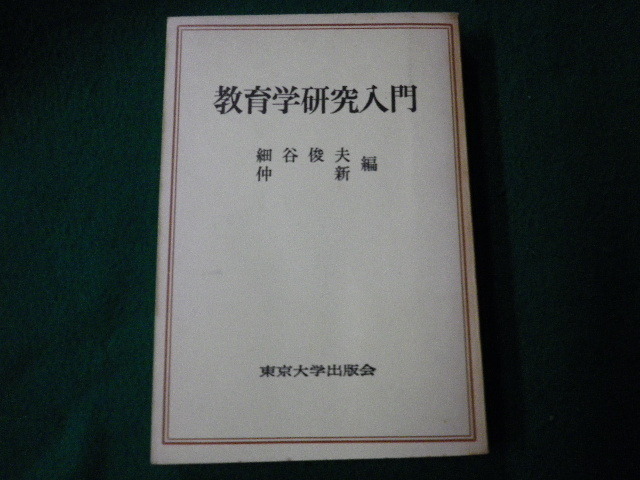 教育学研究入門
細谷俊夫
仲 新 編
東京大学出版会